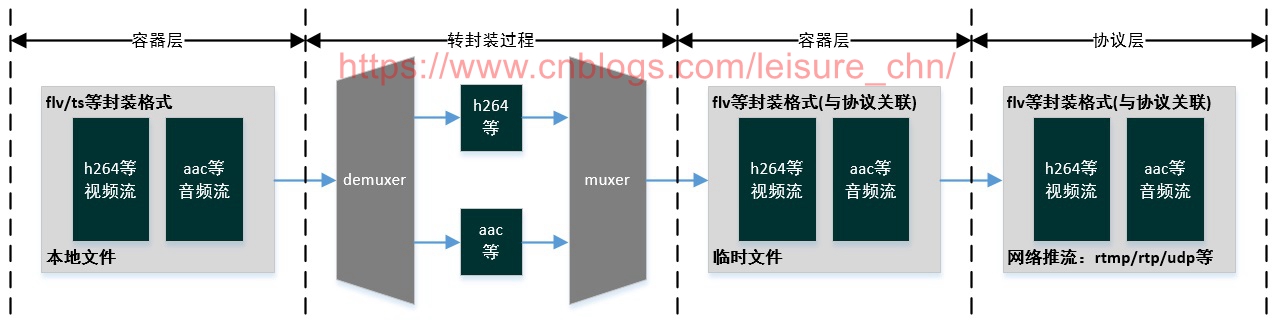 容器层
转封装过程
容器层
协议层
https://www.cnblogs.com/leisure_chn/
flv/ts等封装格式
h264等
视频流
aac等
音频流
本地文件
demuxer
h264
等
aac
等
muxer
flv等封装格式(与协议关联)
h264等
视频流
aac等
音频流
临时文件
flv等封装格式(与协议关联)
h264等
视频流
aac等
音频流
网络推流：rtmp/rtp/udp等